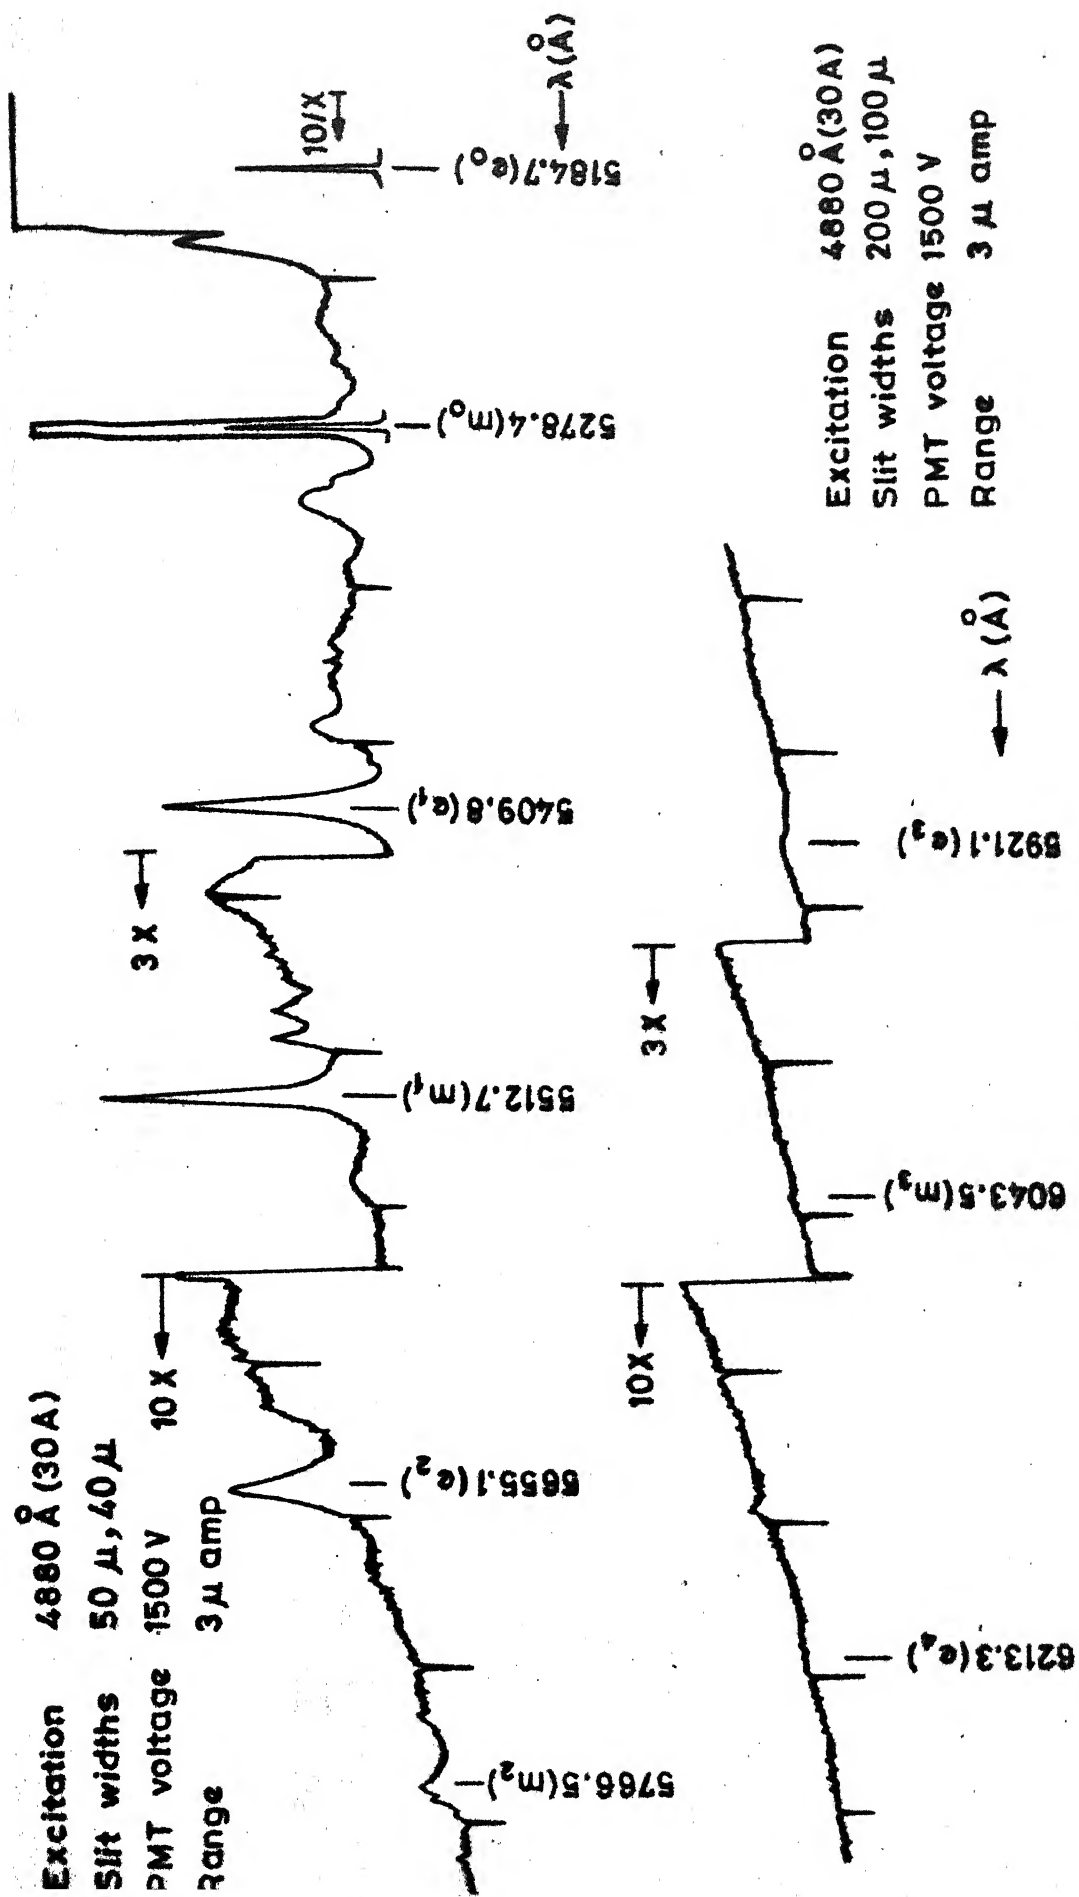 Excitation 4880 Å (30A)
Slit widths 50 μ, 40 μ
PMT voltage 1500 V
Range 3 μ amp
10 X
3 X
10/X
5766.5(m₂)
5655.1(e₂)
5512.7(m₁)
5409.8(e₁)
5278.4(m₀)
5184.7(e₀)
λ(Å)
10X
3X
6213.3(e₄)
6043.5(m₃)
5921.1(e₃)
λ (Å)
Excitation 4880 Å (30A)
Slit widths 200 μ, 100 μ
PMT voltage 1500 V
Range 3 μ amp